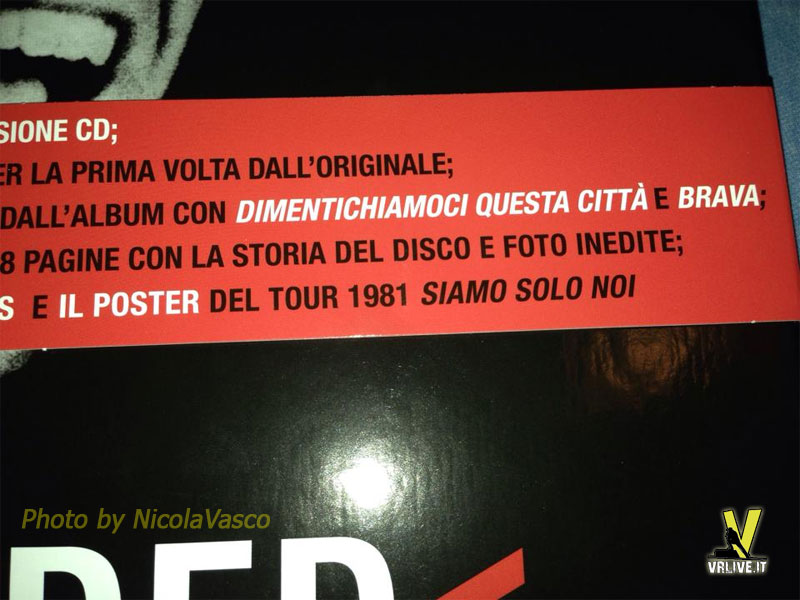 SIONE CD;
ER LA PRIMA VOLTA DALL'ORIGINALE;
DALL'ALBUM CON DIMENTICHIAMOCI QUESTA CITTÀ E BRAVA;
8 PAGINE CON LA STORIA DEL DISCO E FOTO INEDITE;
S E IL POSTER DEL TOUR 1981 SIAMO SOLO NOI
Photo by NicolaVasco
V
VRLIVE.IT